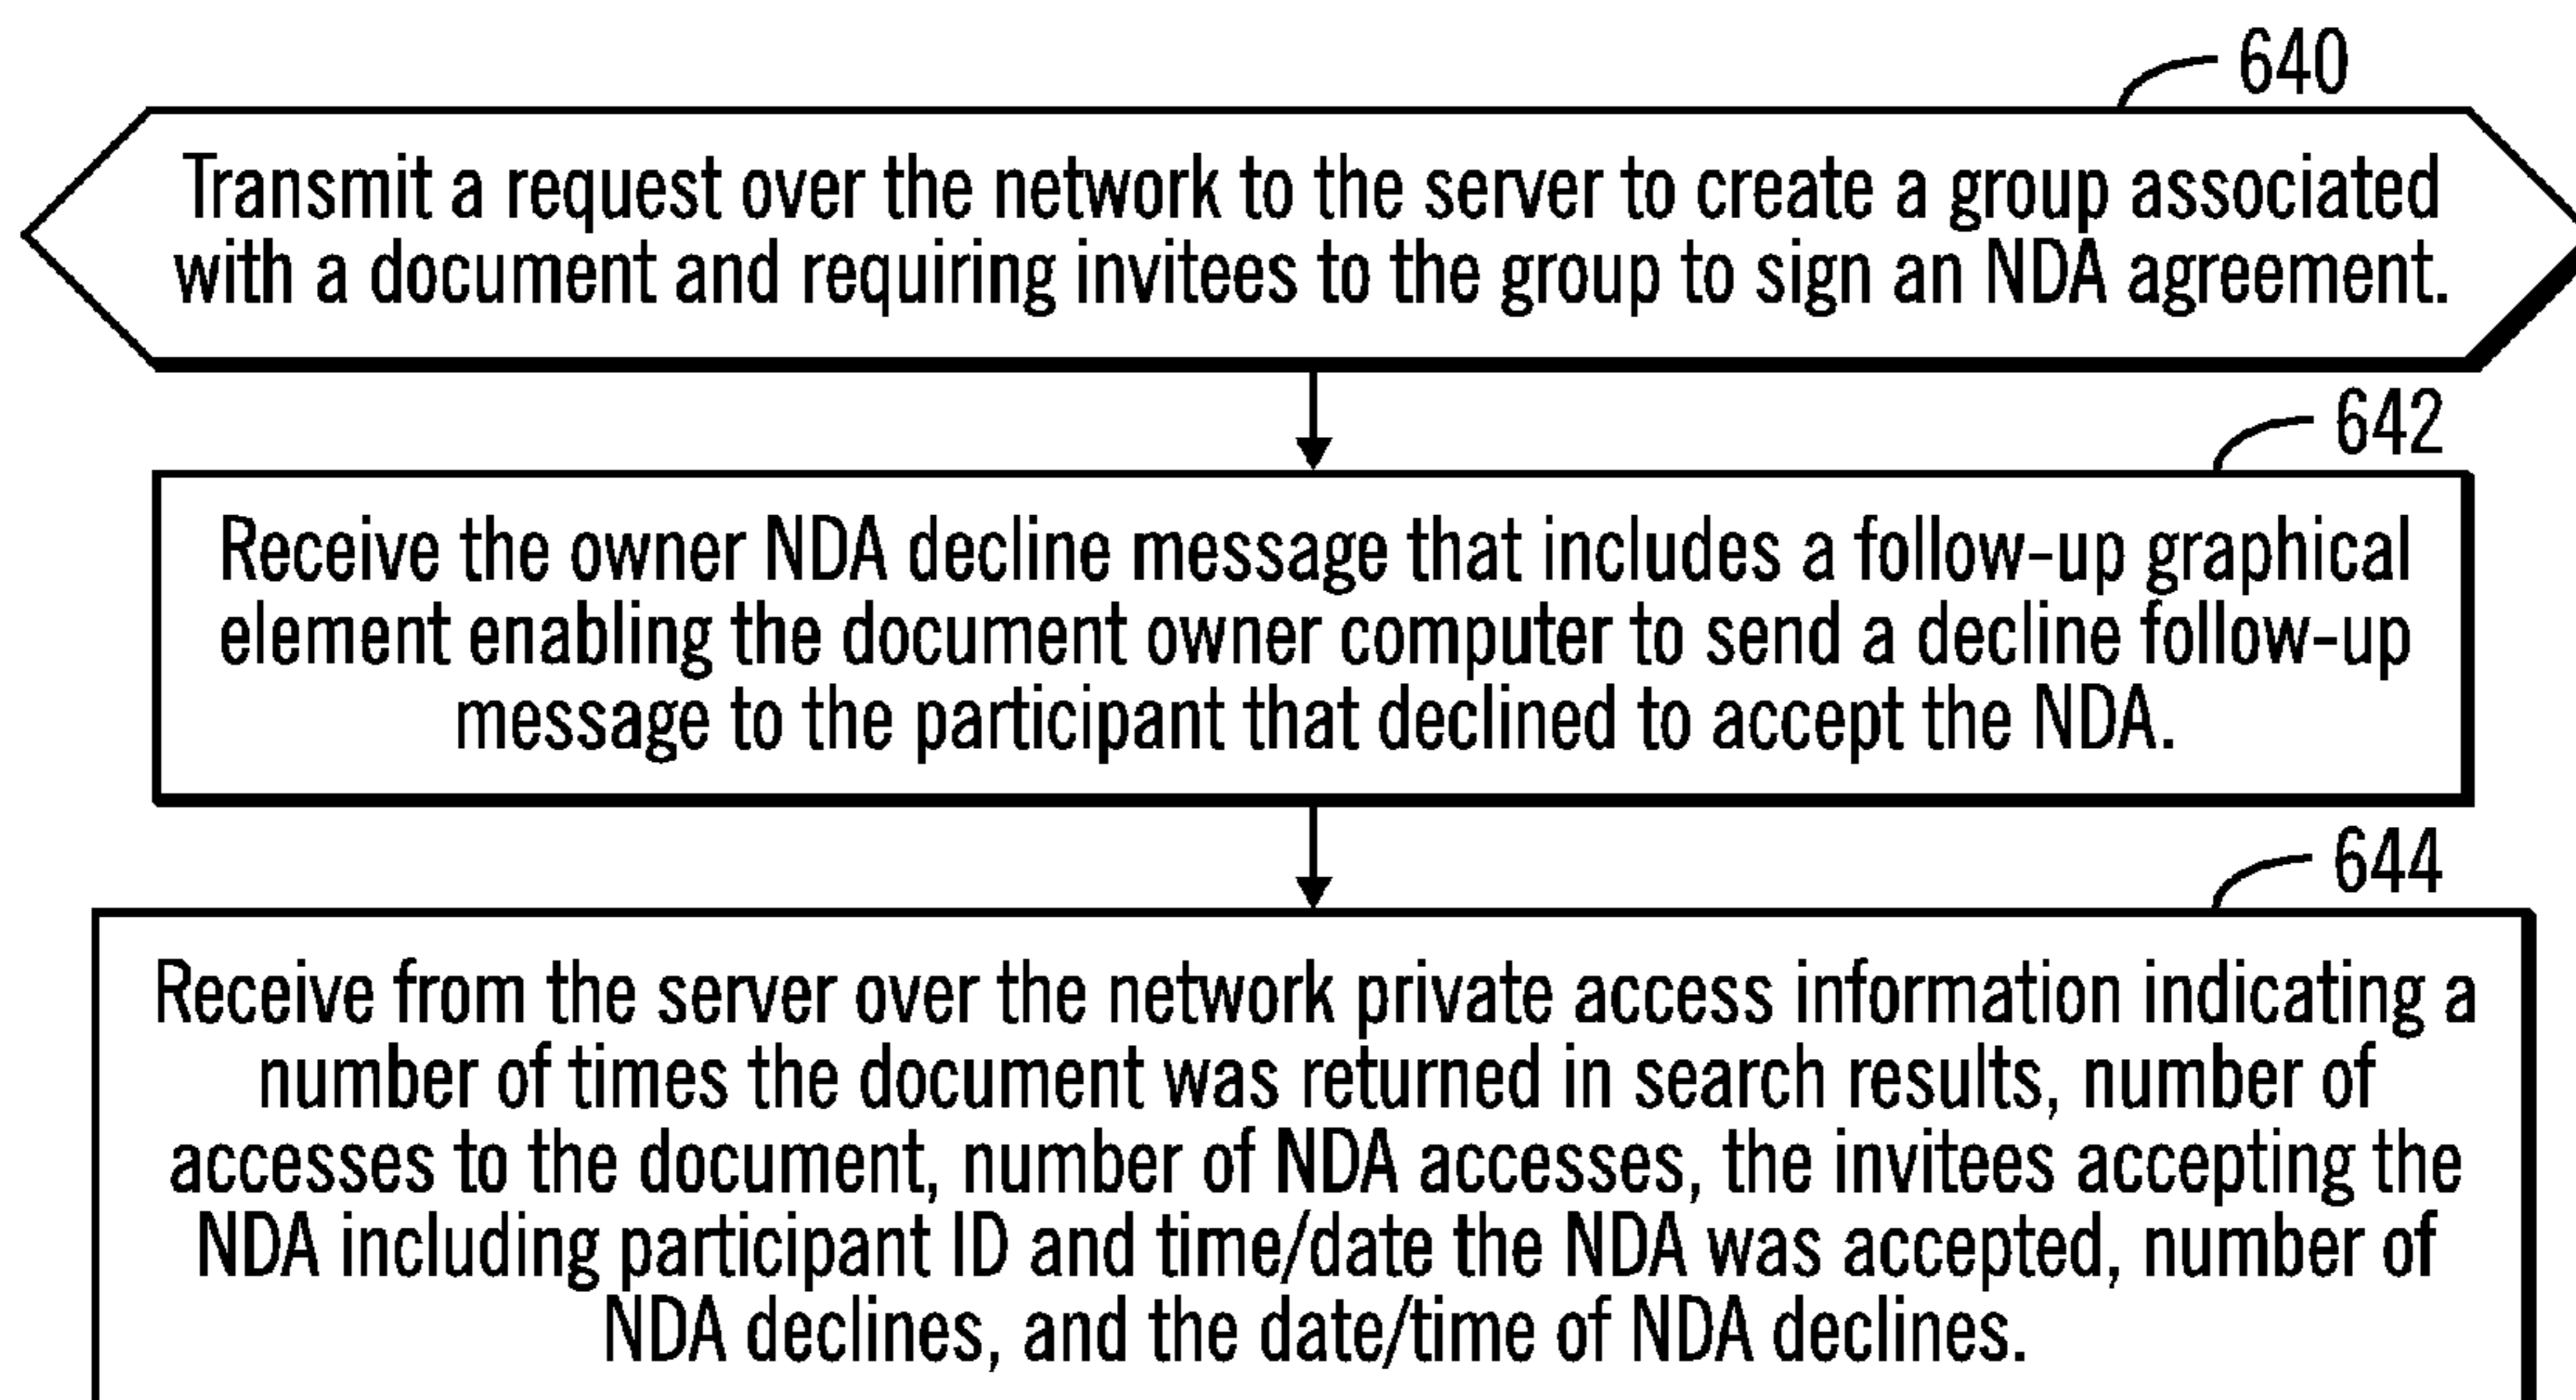 640
Transmit a request over the network to the server to create a group associated
with a document and requiring invitees to the group to sign an NDA agreement.
642
Receive the owner NDA decline message that includes a follow-up graphical
element enabling the document owner computer to send a decline follow-up
message to the participant that declined to accept the NDA.
644
Receive from the server over the network private access information indicating a
number of times the document was returned in search results, number of
accesses to the document, number of NDA accesses, the invitees accepting the
NDA including participant ID and time/date the NDA was accepted, number of
NDA declines, and the date/time of NDA declines.